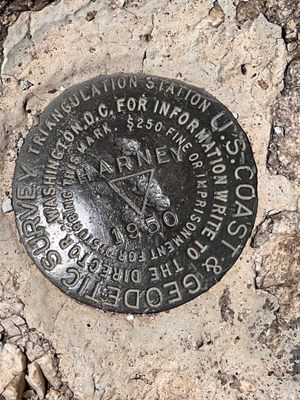 U.S. COAST & GEODETIC SURVEY
TRIANGULATION STATION
FOR INFORMATION WRITE TO THE DIRECTOR, WASHINGTON, D.C.
$250 FINE OR IMPRISONMENT FOR DISTURBING THIS MARK.
HARNEY
1950